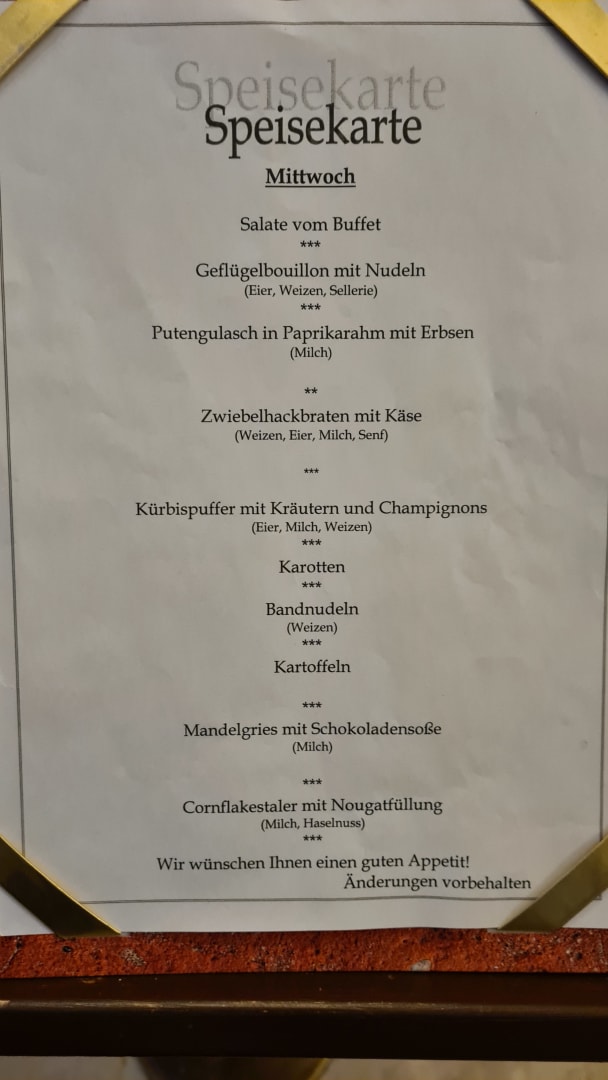 Speisekarte
Speisekarte
Mittwoch
Salate vom Buffet
***
Geflügelbouillon mit Nudeln
(Eier, Weizen, Sellerie)
***
Putengulasch in Paprikarahm mit Erbsen
(Milch)
**
Zwiebelhackbraten mit Käse
(Weizen, Eier, Milch, Senf)
***
Kürbispuffer mit Kräutern und Champignons
(Eier, Milch, Weizen)
***
Karotten
***
Bandnudeln
(Weizen)
***
Kartoffeln
***
Mandelgries mit Schokoladensoße
(Milch)
***
Cornflakestaler mit Nougatfüllung
(Milch, Haselnuss)
***
Wir wünschen Ihnen einen guten Appetit!
Änderungen vorbehalten